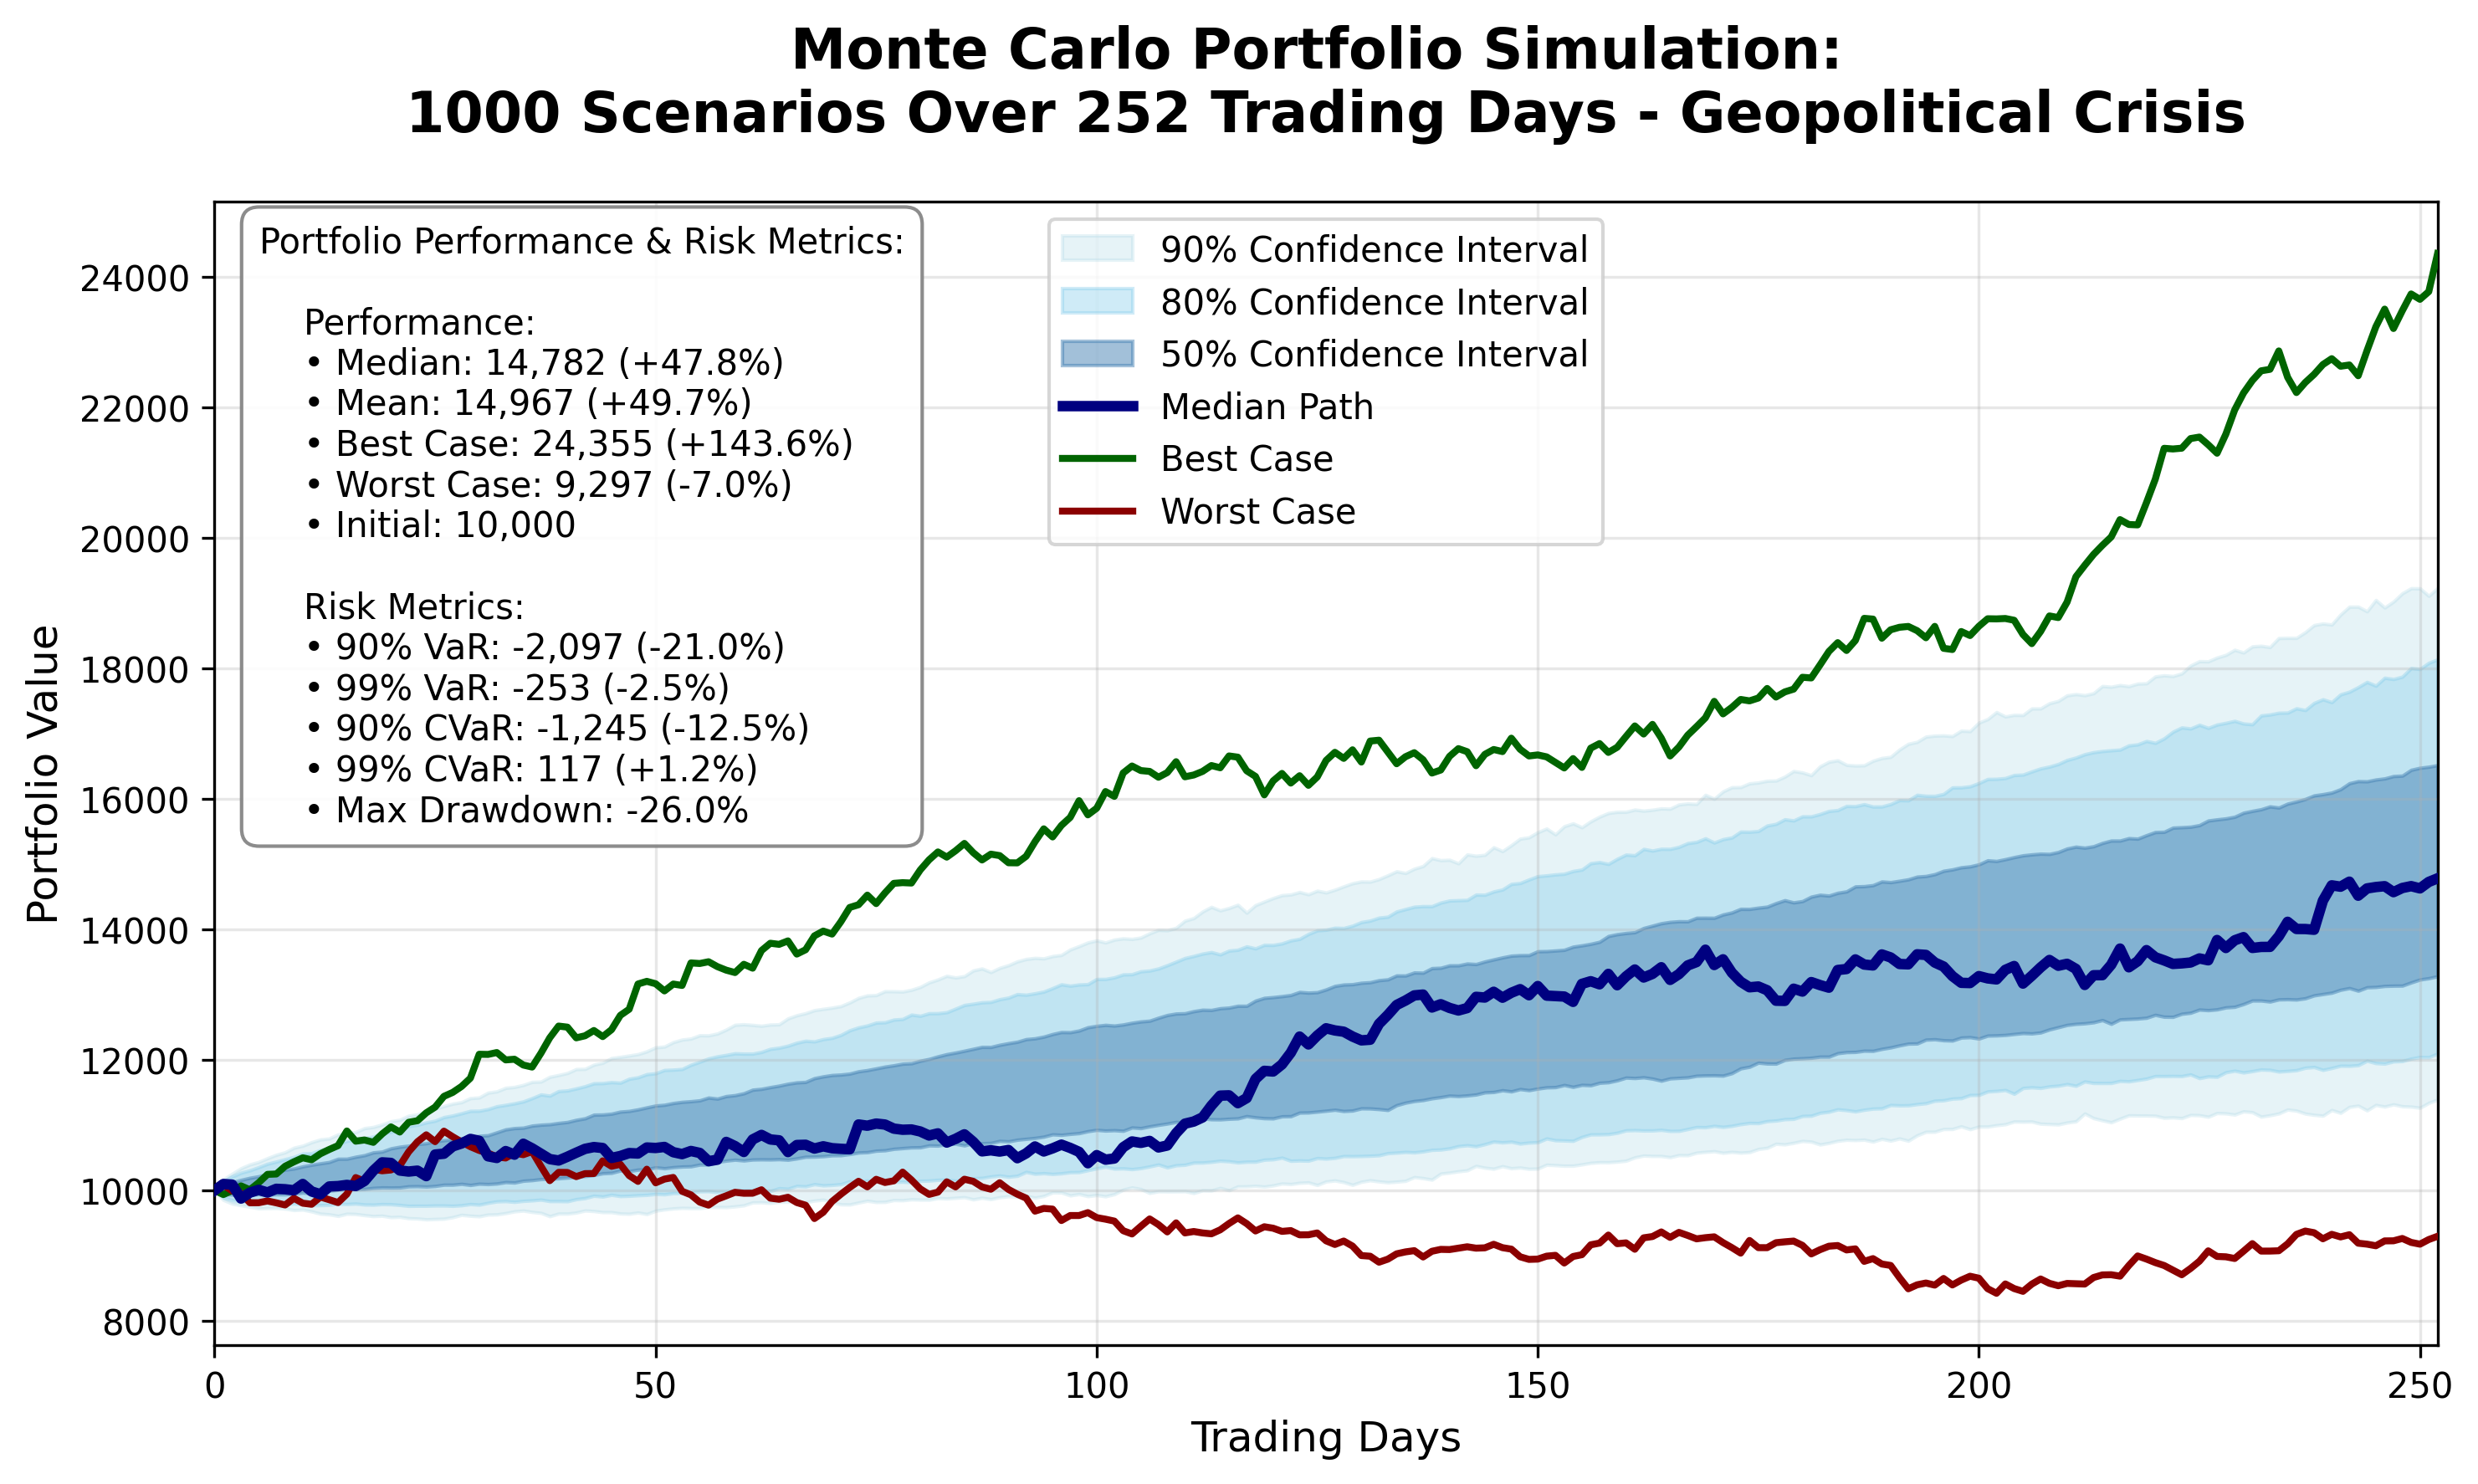 Monte Carlo Portfolio Simulation:
1000 Scenarios Over 252 Trading Days - Geopolitical Crisis
Portfolio Performance & Risk Metrics:
Performance:
• Median: 14,782 (+47.8%)
• Mean: 14,967 (+49.7%)
• Best Case: 24,355 (+143.6%)
• Worst Case: 9,297 (-7.0%)
• Initial: 10,000
Risk Metrics:
• 90% VaR: -2,097 (-21.0%)
• 99% VaR: -253 (-2.5%)
• 90% CVaR: -1,245 (-12.5%)
• 99% CVaR: 117 (+1.2%)
• Max Drawdown: -26.0%
90% Confidence Interval
80% Confidence Interval
50% Confidence Interval
Median Path
Best Case
Worst Case
Portfolio Value
24000
22000
20000
18000
16000
14000
12000
10000
8000
0
50
100
150
200
250
Trading Days